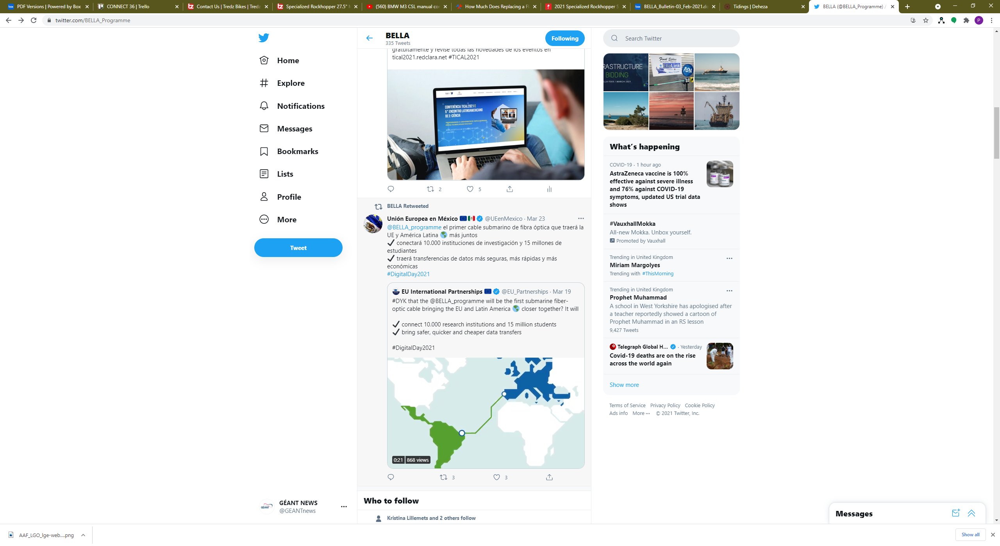 PDF Versions | Powered by Box
CONNECT 36 | Trello
Contact Us | Tredz Bikes | Tredz
Specialized Rockhopper 27.5"
(560) BMW M3 CSL manual co
How Much Does Replacing a Fl
2021 Specialized Rockhopper S
BELLA_Bulletin-03_Feb-2021.do
Tidings | Deheza
BELLA (@BELLA_Programme) /
twitter.com/BELLA_Programme
P
Home
Explore
Notifications
Messages
Bookmarks
Lists
Profile
More
Tweet
GÉANT
GÉANT NEWS
@GEANTnews
BELLA
335 Tweets
Following
gratuitamente y revise todas las novedades de los eventos en
tical2021.redclara.net #TICAL2021
CONFERÊNCIA TICAL2021 E
5° ENCONTRO LATINOAMERICANO
DE E-CIÊNCIA
2
5
BELLA Retweeted
Unión Europea en México @UEenMexico · Mar 23
@BELLA_programme el primer cable submarino de fibra óptica que traerá la
UE y América Latina 🌎 más juntos
✔ conectará 10.000 instituciones de investigación y 15 millones de
estudiantes
✔ traerá transferencias de datos más seguras, más rápidas y más
económicas
#DigitalDay2021
EU International Partnerships @EU_Partnerships · Mar 19
#DYK that the @BELLA_programme will be the first submarine fiber-
optic cable bringing the EU and Latin America 🌎 closer together? It will
✔ connect 10.000 research institutions and 15 million students
✔ bring safer, quicker and cheaper data transfers
#DigitalDay2021
0:21 868 views
3
3
Who to follow
Kristina Lillemets and 2 others follow
Search Twitter
RASTRUCTURE
BIDDING
LLA-T005 / MARCH 2021
Final Splice
EllaLink
ASN
What's happening
COVID-19 · 1 hour ago
AstraZeneca vaccine is 100%
effective against severe illness
and 76% against COVID-19
symptoms, updated US trial data
shows
#VauxhallMokka
All-new Mokka. Unbox yourself.
Promoted by Vauxhall
Trending in United Kingdom
Miriam Margolyes
Trending with #ThisMorning
Trending in United Kingdom
Prophet Muhammad
A school in West Yorkshire has apologised after
a teacher reportedly showed a cartoon of
Prophet Muhammad in an RS lesson
9,427 Tweets
Telegraph Global H... · Yesterday
Covid-19 deaths are on the rise
across the world again
Show more
Terms of Service Privacy Policy Cookie Policy
Ads info More ··· © 2021 Twitter, Inc.
Messages
AAF_LGO_lge-web....png
Show all